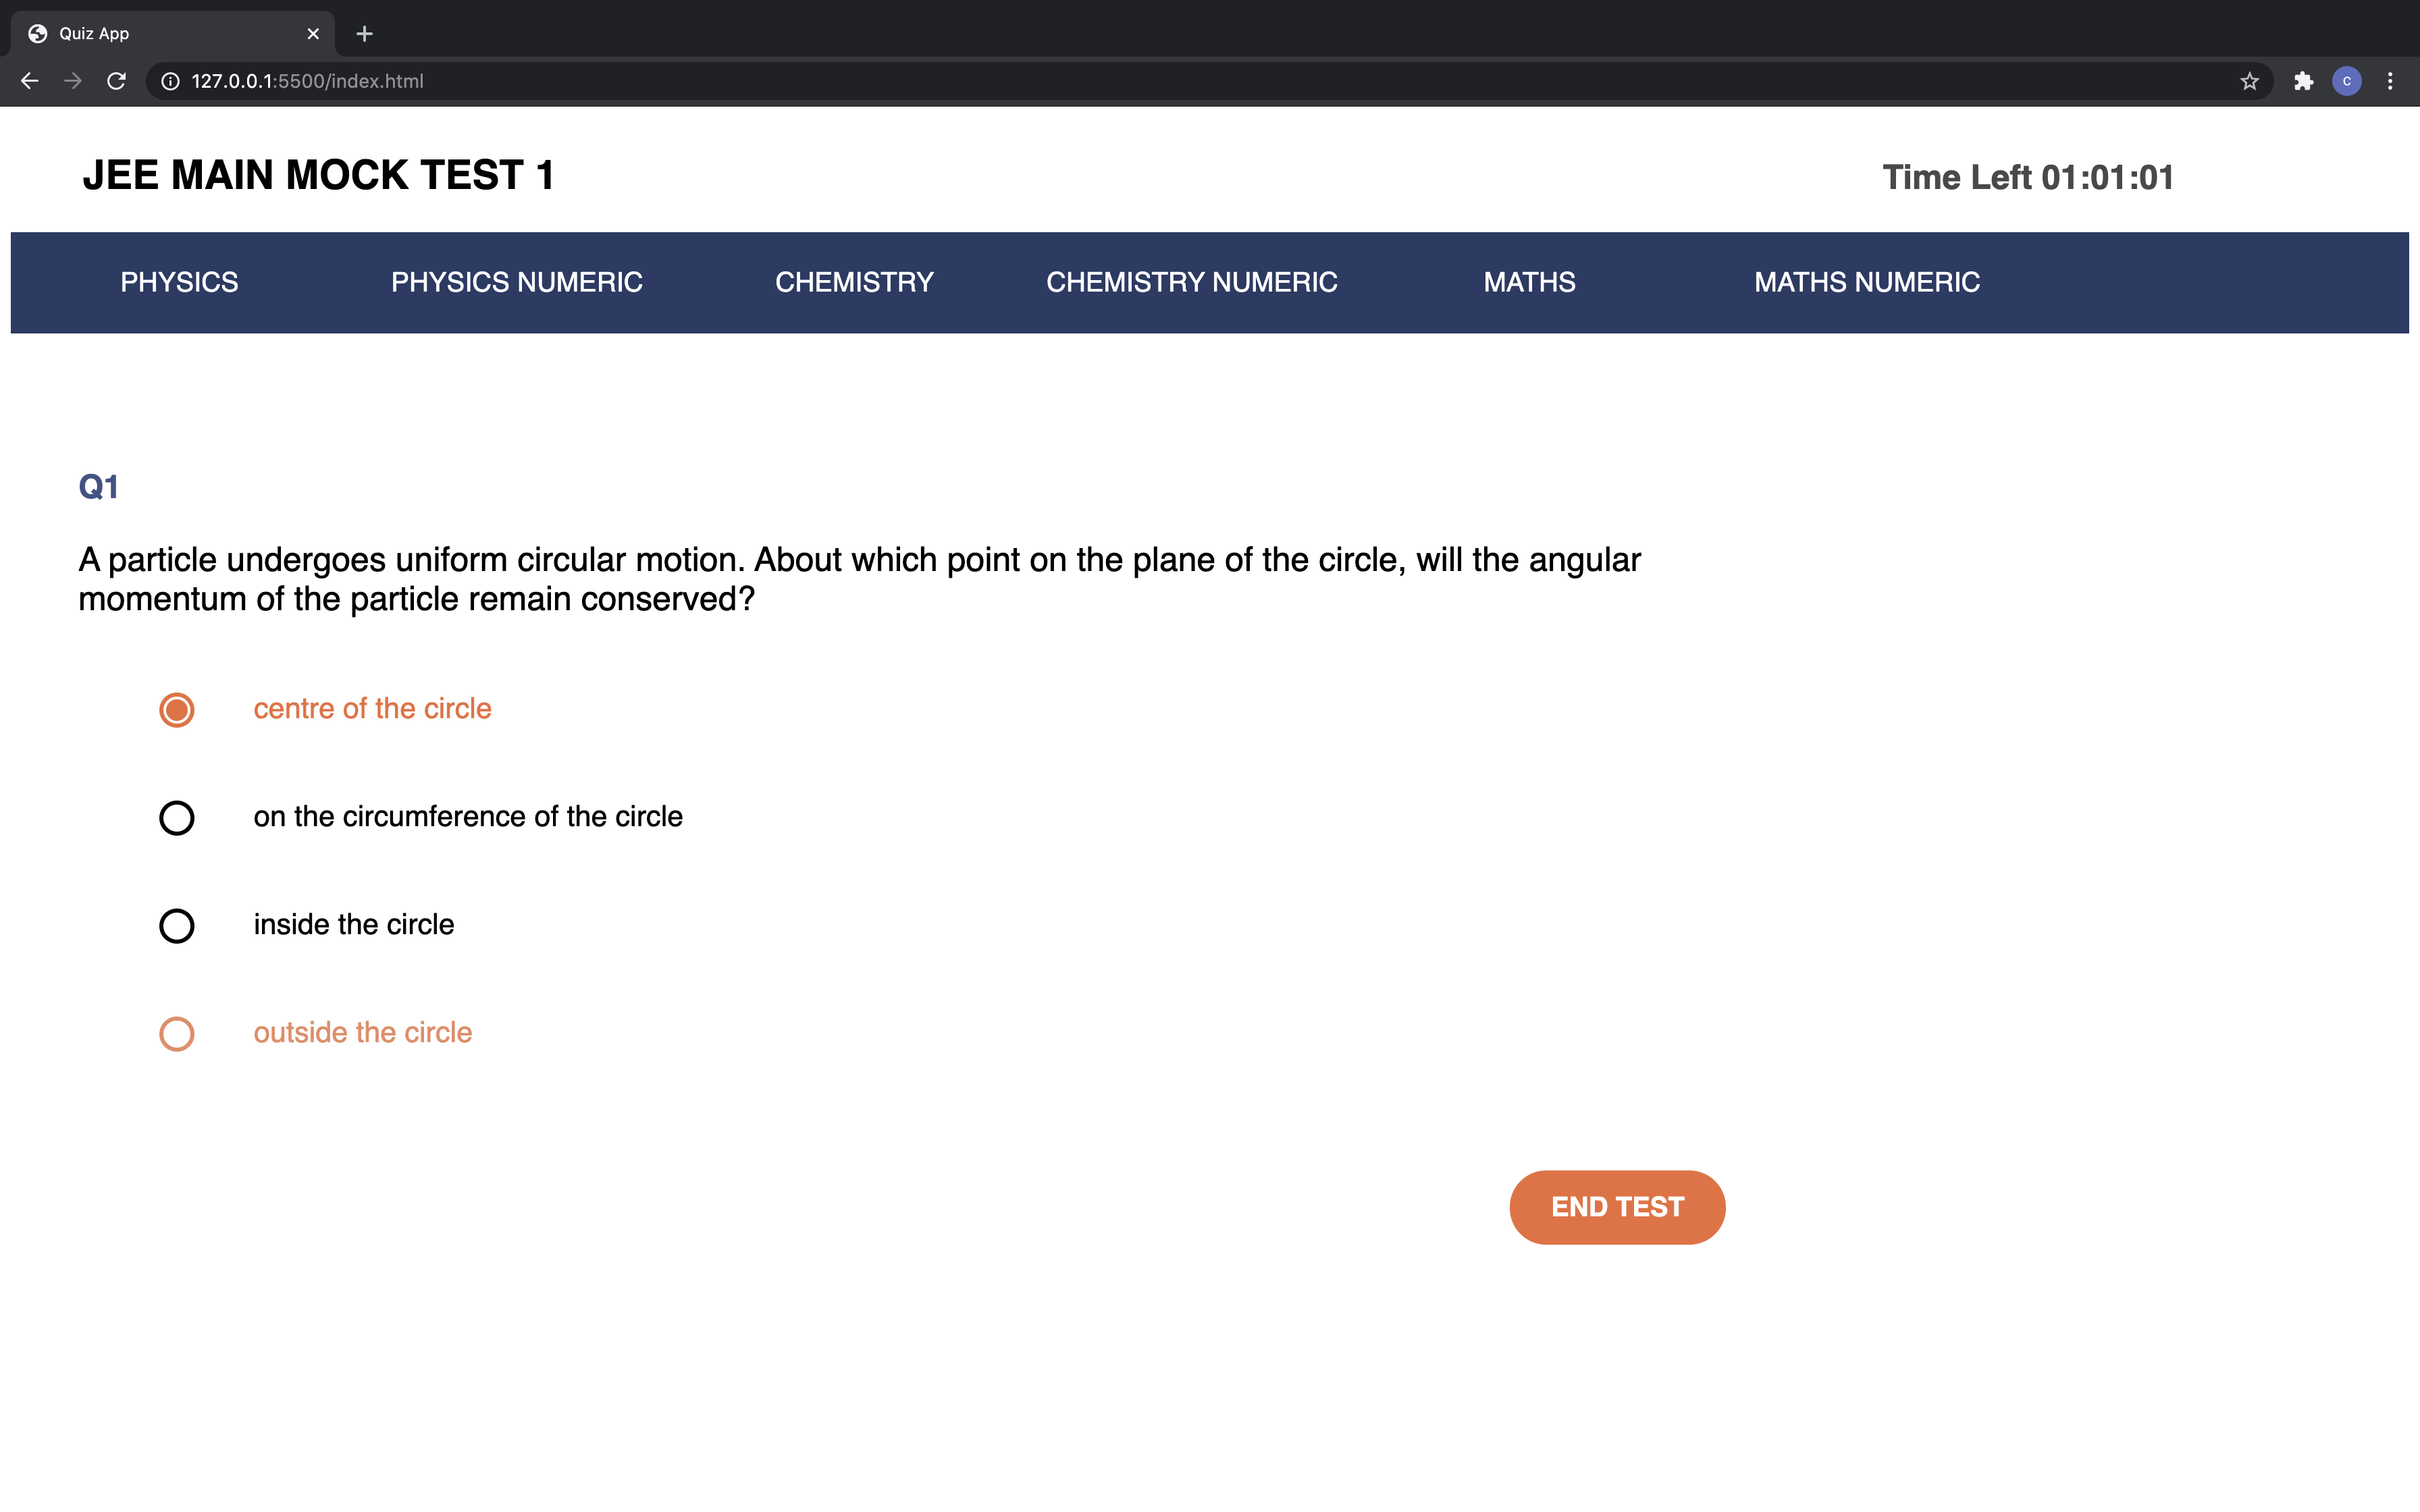 Quiz App
127.0.0.1:5500/index.html
C
JEE MAIN MOCK TEST 1
Time Left 01:01:01
PHYSICS PHYSICS NUMERIC CHEMISTRY CHEMISTRY NUMERIC MATHS MATHS NUMERIC
Q1
A particle undergoes uniform circular motion. About which point on the plane of the circle, will the angular
momentum of the particle remain conserved?
centre of the circle
on the circumference of the circle
inside the circle
outside the circle
END TEST